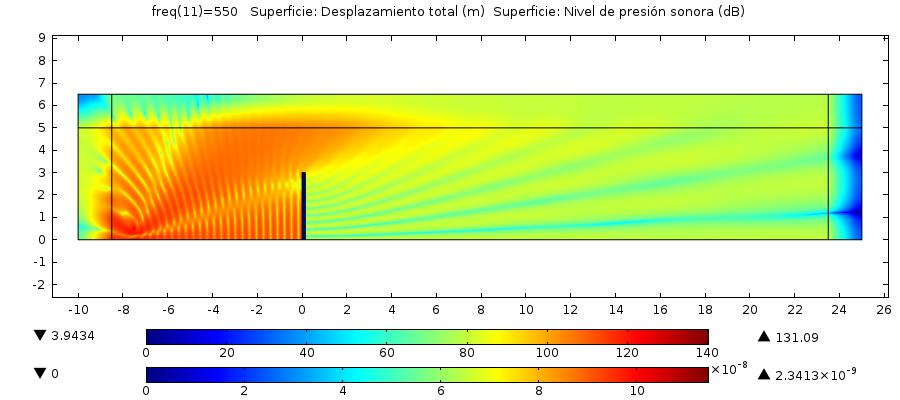 freq(11)=550 Superficie: Desplazamiento total (m) Superficie: Nivel de presión sonora (dB)
9
8
7
6
5
4
3
2
1
0
-1
-2
-10 -8 -6 -4 -2 0 2 4 6 8 10 12 14 16 18 20 22 24 26
▼ 3.9434 ▲ 131.09
0 20 40 60 80 100 120 140
×10⁻⁸
▼ 0 ▲ 2.3413×10⁻⁹
0 2 4 6 8 10